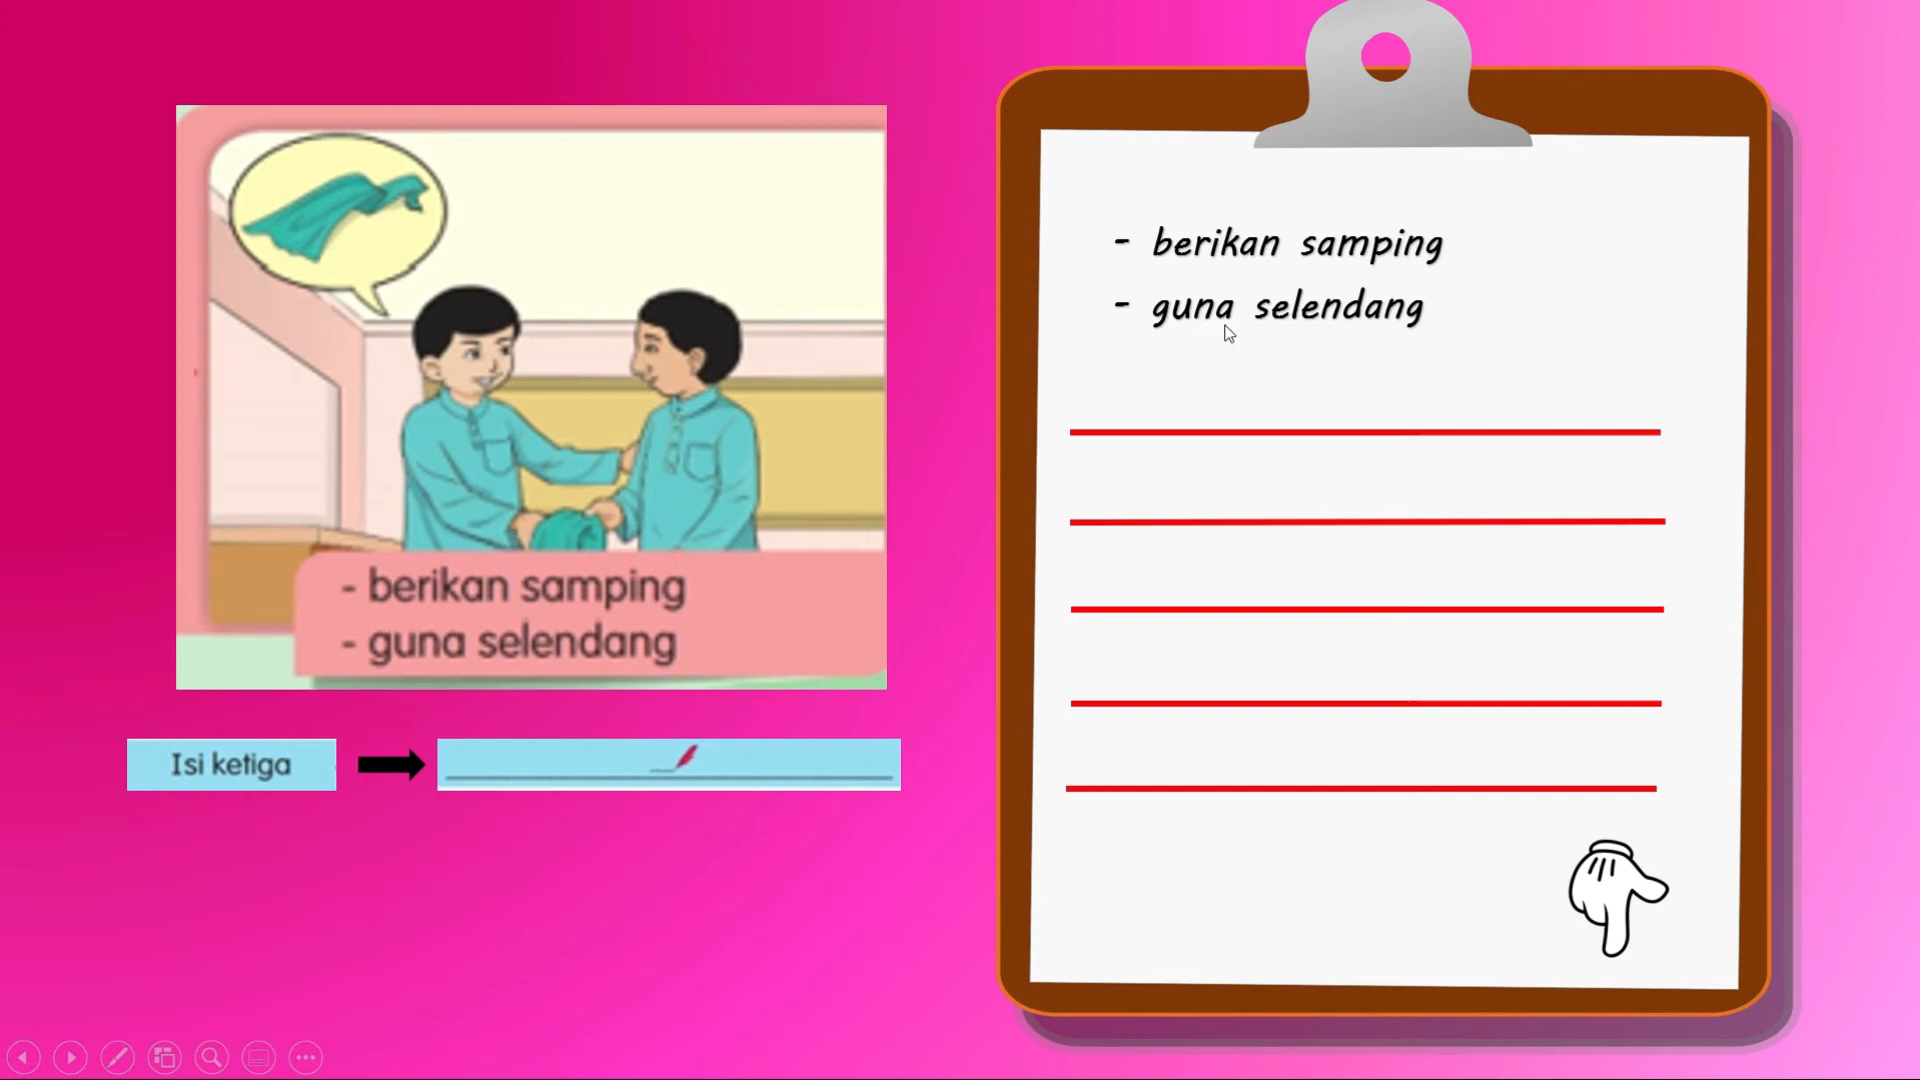 - berikan samping
- guna selendang
Isi ketiga
- berikan samping
- guna selendang